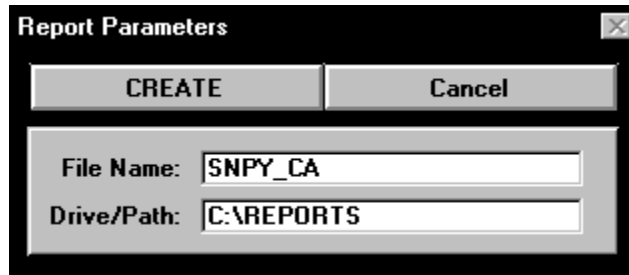 Report Parameters
CREATE Cancel
File Name: SNPY_CA
Drive/Path: C:\REPORTS